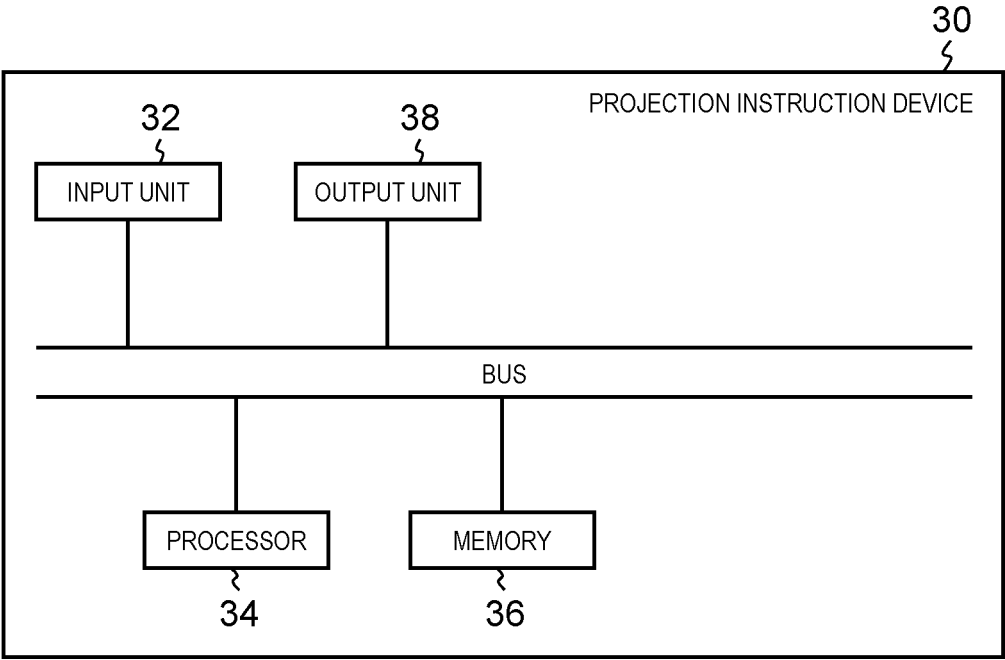 30
PROJECTION INSTRUCTION DEVICE
32
38
INPUT UNIT
OUTPUT UNIT
BUS
PROCESSOR
MEMORY
34
36